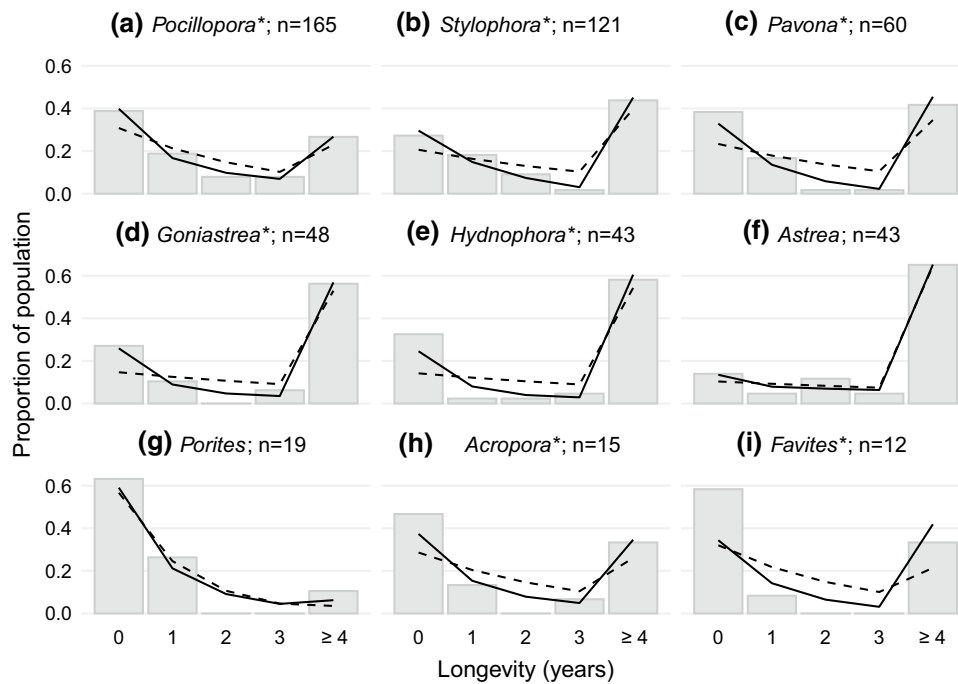 (a) Pocillopora*; n=165
(b) Stylophora*; n=121
(c) Pavona*; n=60
0.6
0.4
0.2
0.0
(d) Goniastrea*; n=48
(e) Hydnophora*; n=43
(f) Astrea; n=43
0.6
0.4
0.2
0.0
Proportion of population
(g) Porites; n=19
(h) Acropora*; n=15
(i) Favites*; n=12
0.6
0.4
0.2
0.0
0 1 2 3 ≥ 4
0 1 2 3 ≥ 4
0 1 2 3 ≥ 4
Longevity (years)